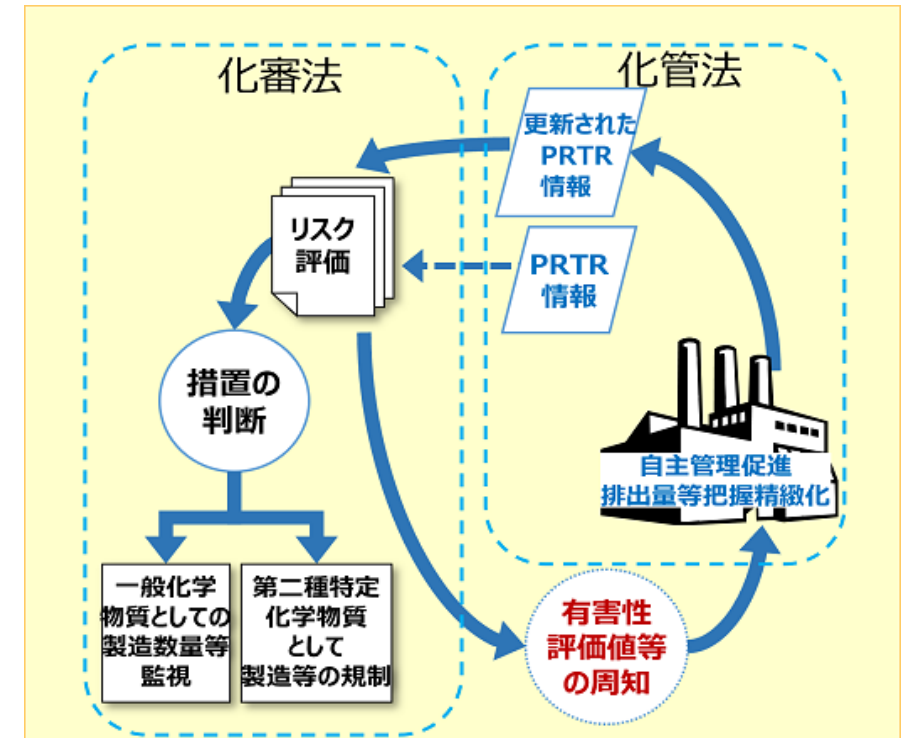 化審法
化管法
更新された
PRTR
情報
リスク
評価
PRTR
情報
措置の
判断
自主管理促進
排出量等把握精緻化
一般化学
物質としての
製造数量等
監視
第二種特定
化学物質
として
製造等の規制
有害性
評価値等
の周知